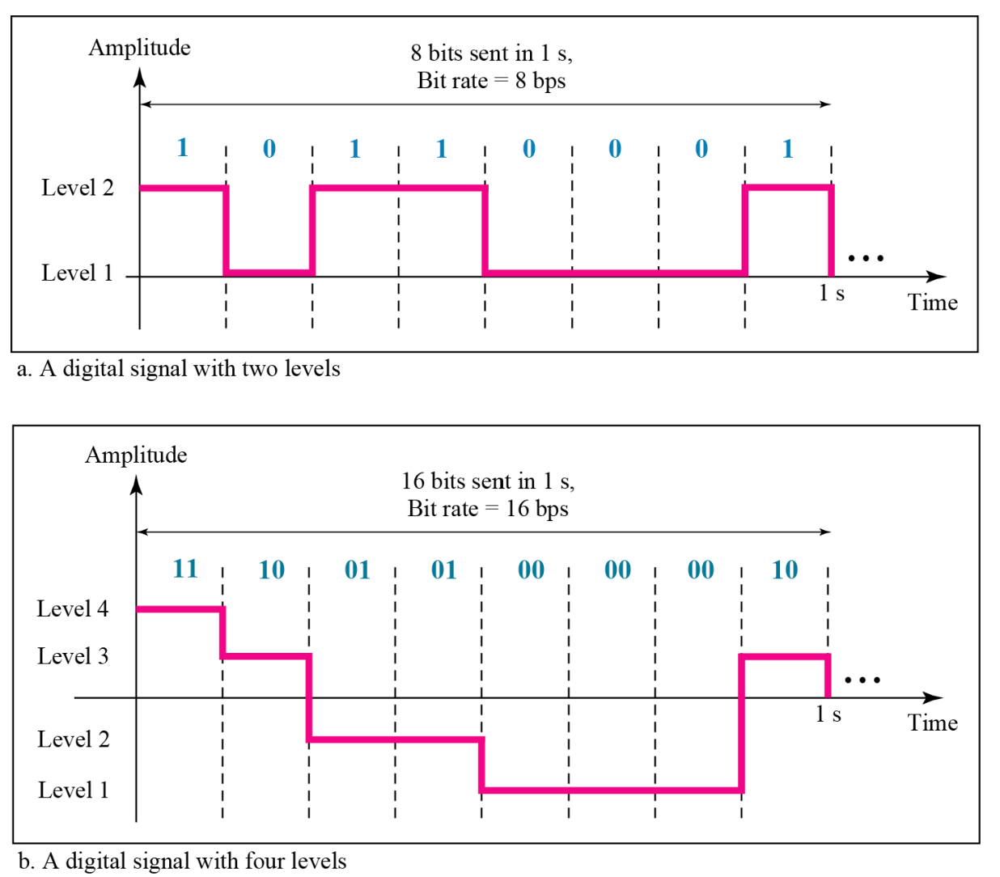 Amplitude
8 bits sent in 1 s,
Bit rate = 8 bps
1 0 1 1 0 0 0 1
Level 2
Level 1
...
1 s
Time
a. A digital signal with two levels
Amplitude
16 bits sent in 1 s,
Bit rate = 16 bps
11 10 01 01 00 00 00 10
Level 4
Level 3
...
1 s
Time
Level 2
Level 1
b. A digital signal with four levels